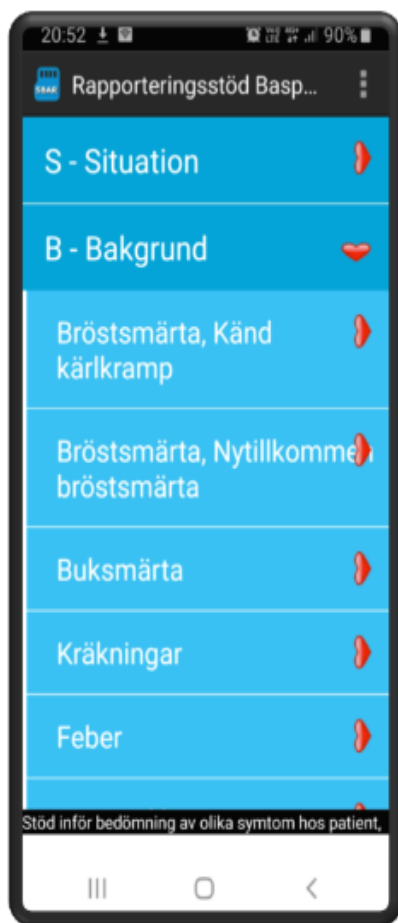 20:52 90%
SBAR Rapporteringsstöd Basp...
S - Situation
B - Bakgrund
Bröstsmärta, Känd
kärlkramp
Bröstsmärta, Nytillkommen
bröstsmärta
Buksmärta
Kräkningar
Feber
Stöd inför bedömning av olika symtom hos patient,